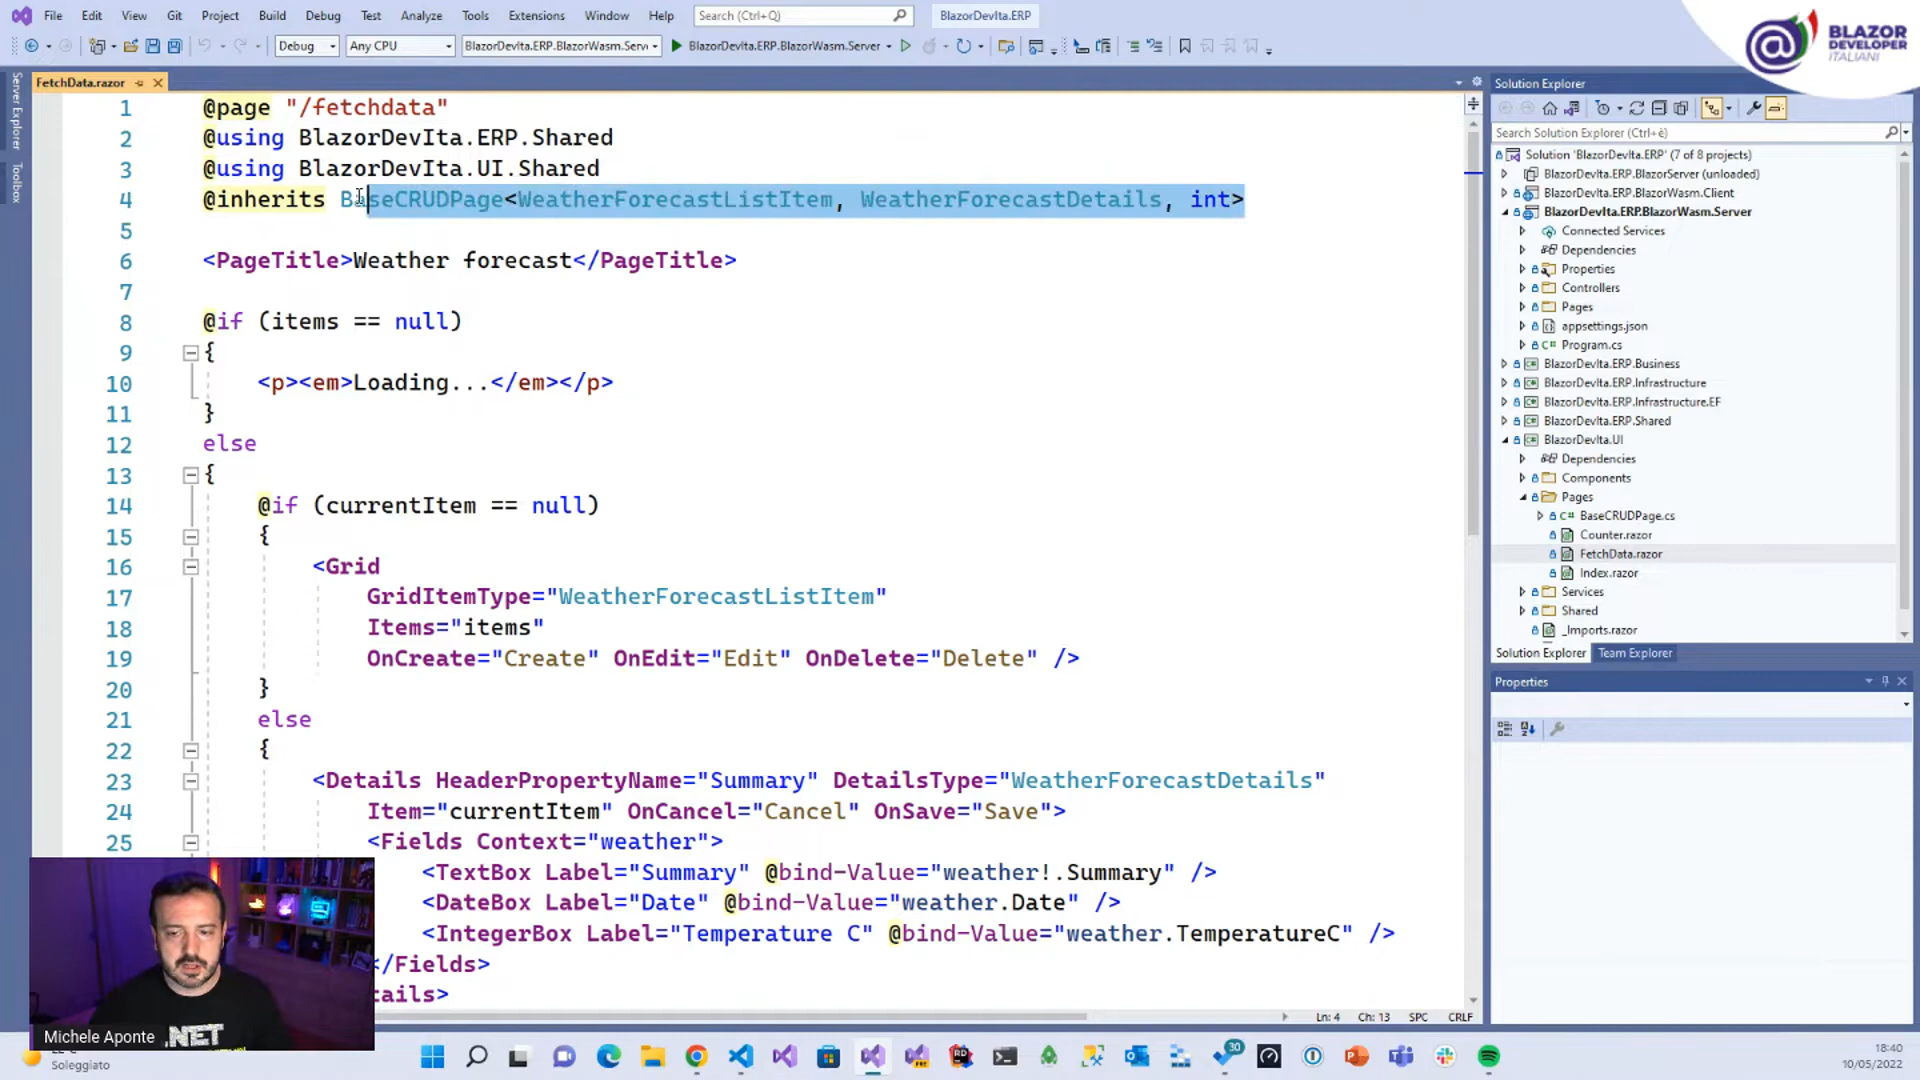 File Edit View Git Project Build Debug Test Analyze Tools Extensions Window Help Search (Ctrl+Q) BlazorDevIta.ERP
Debug Any CPU BlazorDevIta.ERP.BlazorWasm.Serv BlazorDevIta.ERP.BlazorWasm.Server
BLAZOR
DEVELOPER
ITALIANI
Server Explorer
Toolbox
FetchData.razor
1 @page "/fetchdata"
2 @using BlazorDevIta.ERP.Shared
3 @using BlazorDevIta.UI.Shared
4 @inherits BaseCRUDPage<WeatherForecastListItem, WeatherForecastDetails, int>
5
6 <PageTitle>Weather forecast</PageTitle>
7
8 @if (items == null)
9 {
10 <p><em>Loading...</em></p>
11 }
12 else
13 {
14 @if (currentItem == null)
15 {
16 <Grid
17 GridItemType="WeatherForecastListItem"
18 Items="items"
19 OnCreate="Create" OnEdit="Edit" OnDelete="Delete" />
20 }
21 else
22 {
23 <Details HeaderPropertyName="Summary" DetailsType="WeatherForecastDetails"
24 Item="currentItem" OnCancel="Cancel" OnSave="Save">
25 <Fields Context="weather">
<TextBox Label="Summary" @bind-Value="weather!.Summary" />
<DateBox Label="Date" @bind-Value="weather.Date" />
<IntegerBox Label="Temperature C" @bind-Value="weather.TemperatureC" />
</Fields>
tails>
Ln: 4 Ch: 13 SPC CRLF
Solution Explorer
Search Solution Explorer (Ctrl+è)
Solution 'BlazorDevIta.ERP' (7 of 8 projects)
BlazorDevIta.ERP.BlazorServer (unloaded)
BlazorDevIta.ERP.BlazorWasm.Client
BlazorDevIta.ERP.BlazorWasm.Server
Connected Services
Dependencies
Properties
Controllers
Pages
appsettings.json
C# Program.cs
BlazorDevIta.ERP.Business
BlazorDevIta.ERP.Infrastructure
BlazorDevIta.ERP.Infrastructure.EF
BlazorDevIta.ERP.Shared
BlazorDevIta.UI
Dependencies
Components
Pages
C# BaseCRUDPage.cs
Counter.razor
FetchData.razor
Index.razor
Services
Shared
_Imports.razor
Solution Explorer Team Explorer
Properties
.NET
Michele Aponte
Soleggiato
30
18:40
10/05/2022